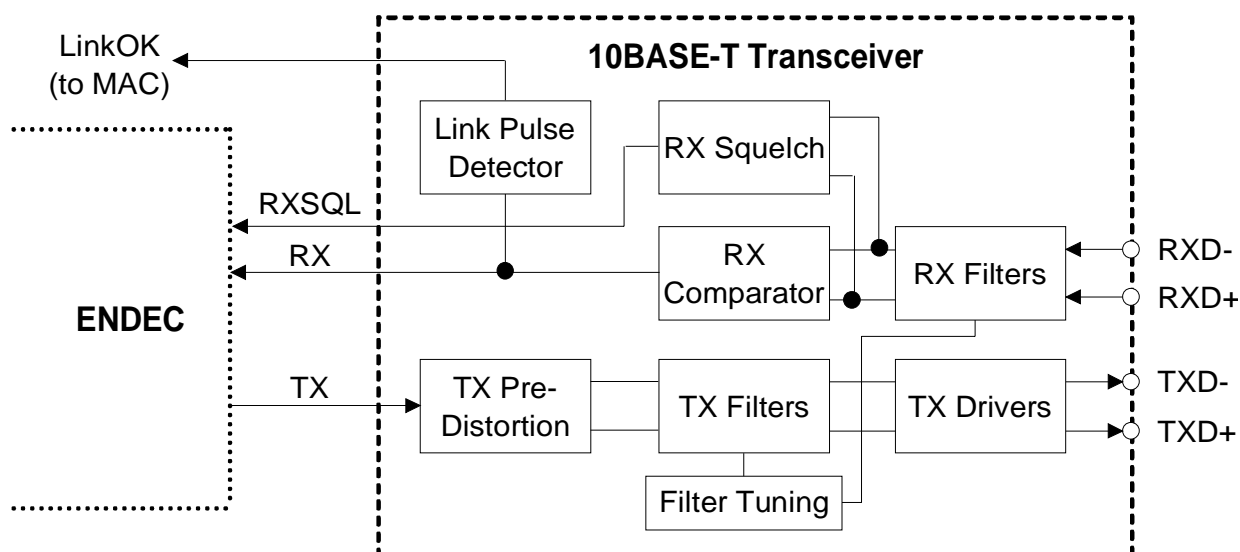 LinkOK
(to MAC)
10BASE-T Transceiver
Link Pulse
Detector
RX Squelch
RXSQL
RX
RX
Comparator
RX Filters
RXD-
RXD+
ENDEC
TX
TX Pre-
Distortion
TX Filters
TX Drivers
TXD-
TXD+
Filter Tuning